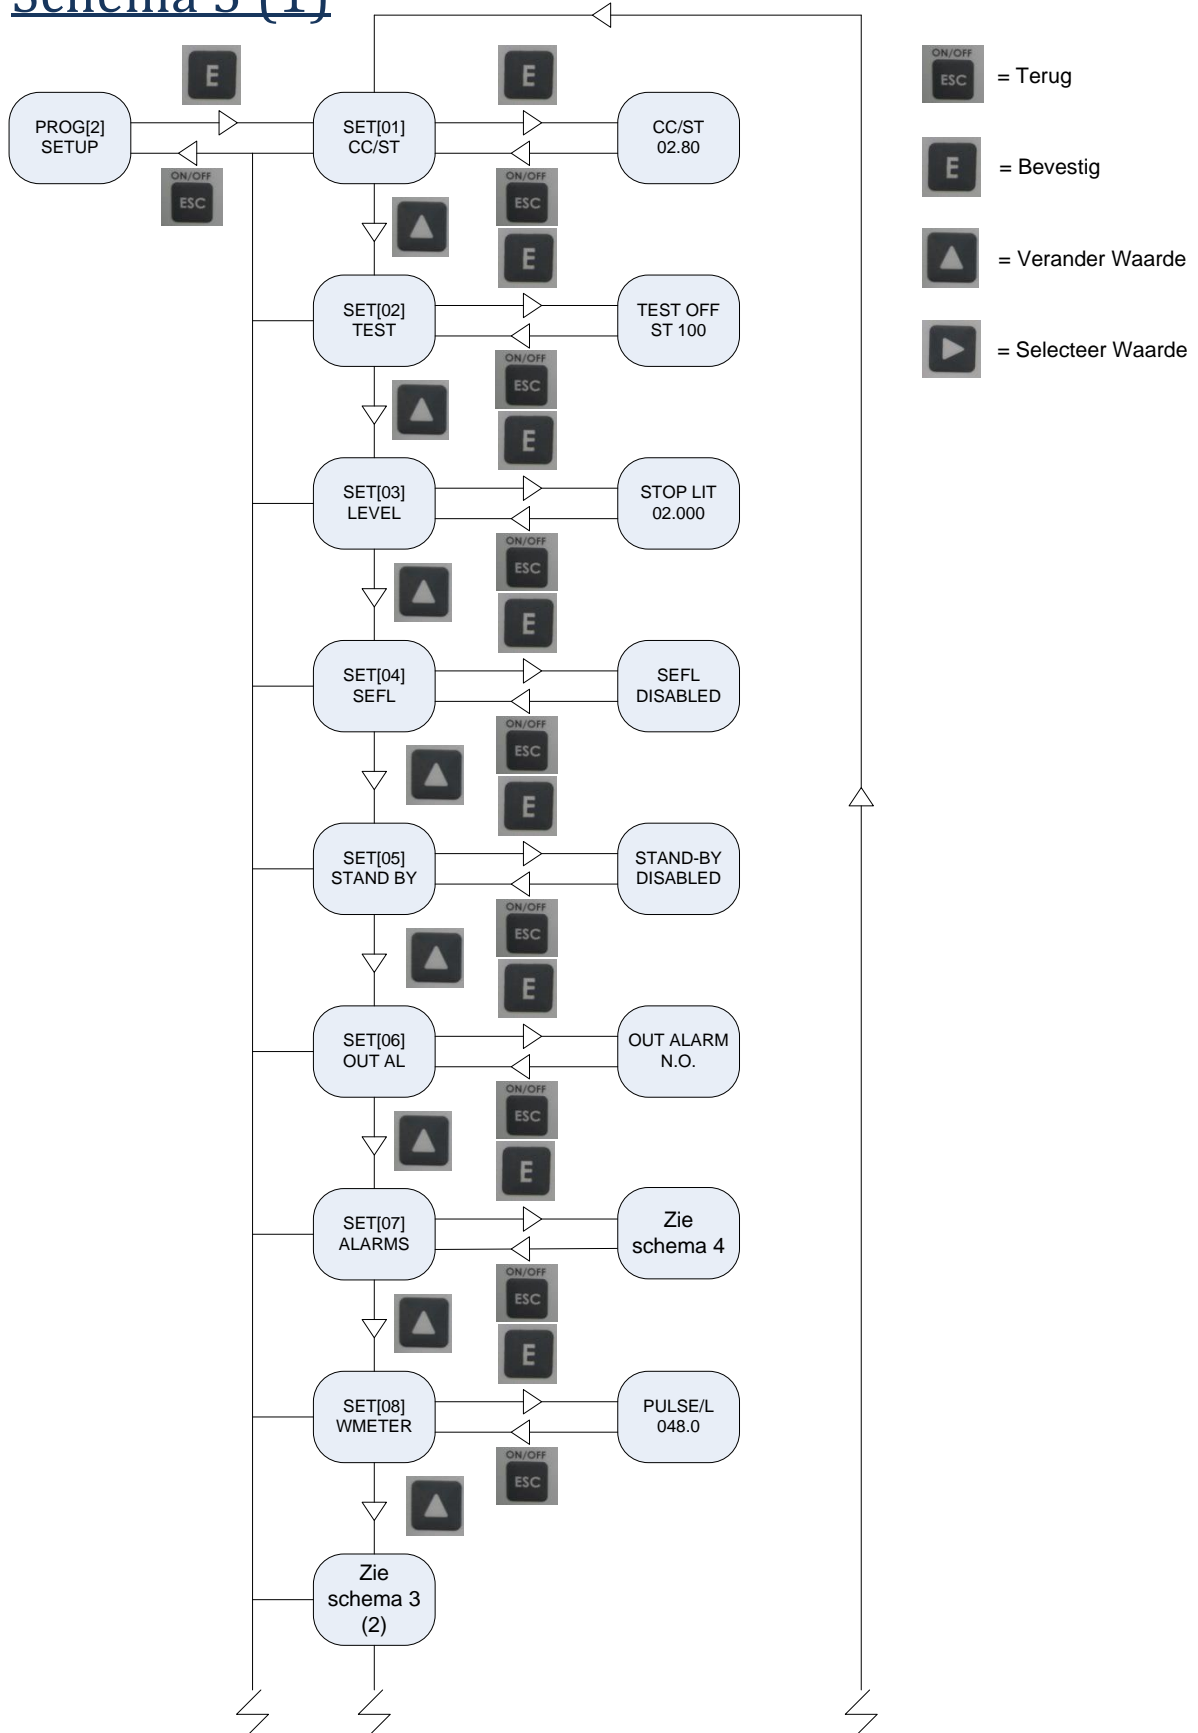 Schema 3 (1)
E
E
ON/OFF
ESC
= Terug
PROG[2]
SETUP
SET[01]
CC/ST
CC/ST
02.80
E
= Bevestig
ON/OFF
ESC
ON/OFF
ESC
E
= Verander Waarde
SET[02]
TEST
TEST OFF
ST 100
= Selecteer Waarde
ON/OFF
ESC
E
SET[03]
LEVEL
STOP LIT
02.000
ON/OFF
ESC
E
SET[04]
SEFL
SEFL
DISABLED
ON/OFF
ESC
E
SET[05]
STAND BY
STAND-BY
DISABLED
ON/OFF
ESC
E
SET[06]
OUT AL
OUT ALARM
N.O.
ON/OFF
ESC
E
SET[07]
ALARMS
Zie
schema 4
ON/OFF
ESC
E
SET[08]
WMETER
PULSE/L
048.0
ON/OFF
ESC
Zie
schema 3
(2)